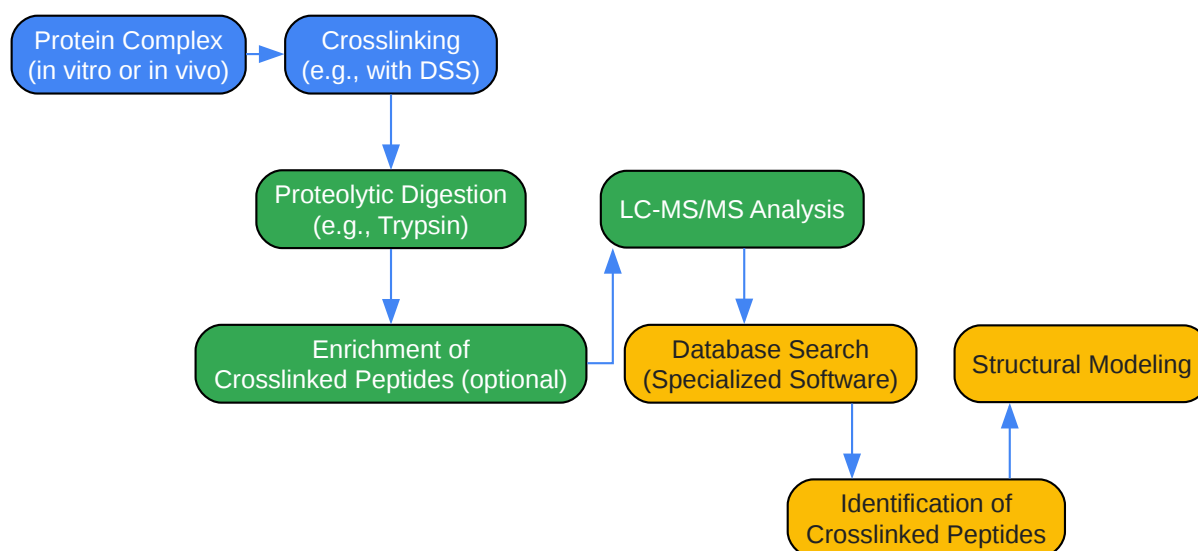 Protein Complex
(in vitro or in vivo)
Crosslinking
(e.g., with DSS)
Proteolytic Digestion
(e.g., Trypsin)
LC-MS/MS Analysis
Enrichment of
Crosslinked Peptides (optional)
Database Search
(Specialized Software)
Structural Modeling
Identification of
Crosslinked Peptides